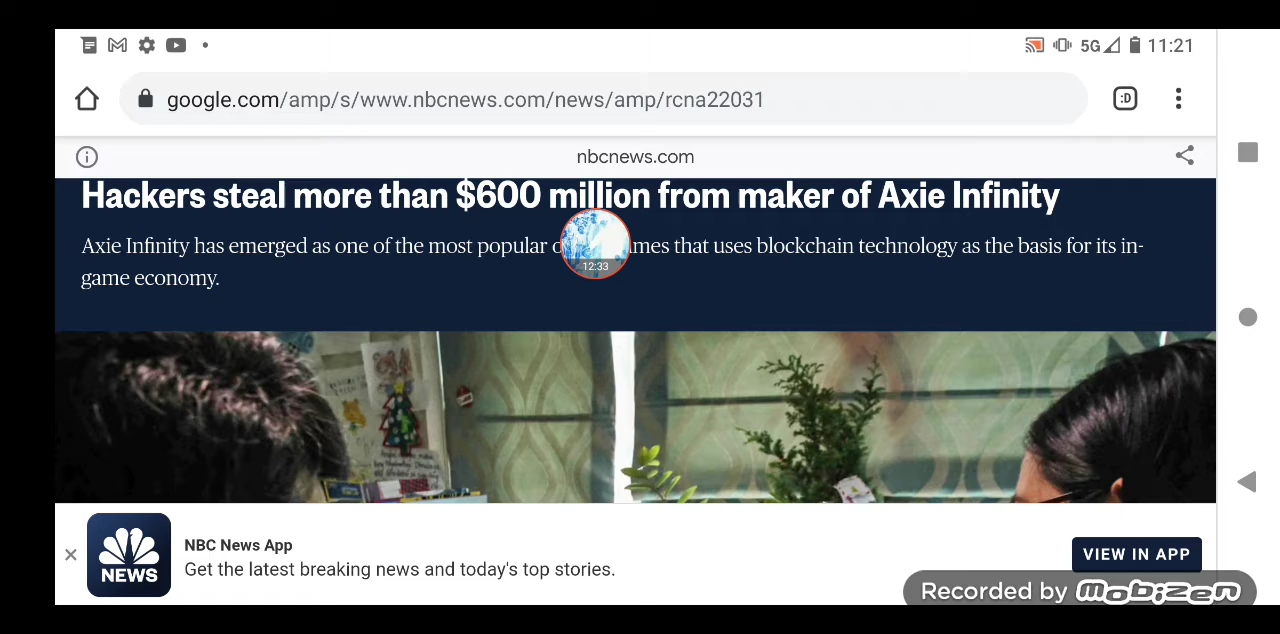 5G 11:21
google.com/amp/s/www.nbcnews.com/news/amp/rcna22031
:D
nbcnews.com
Hackers steal more than $600 million from maker of Axie Infinity
Axie Infinity has emerged as one of the most popular mes that uses blockchain technology as the basis for its in-
game economy.
12:33
NBC News App
Get the latest breaking news and today's top stories.
NEWS
VIEW IN APP
Recorded by mobizen